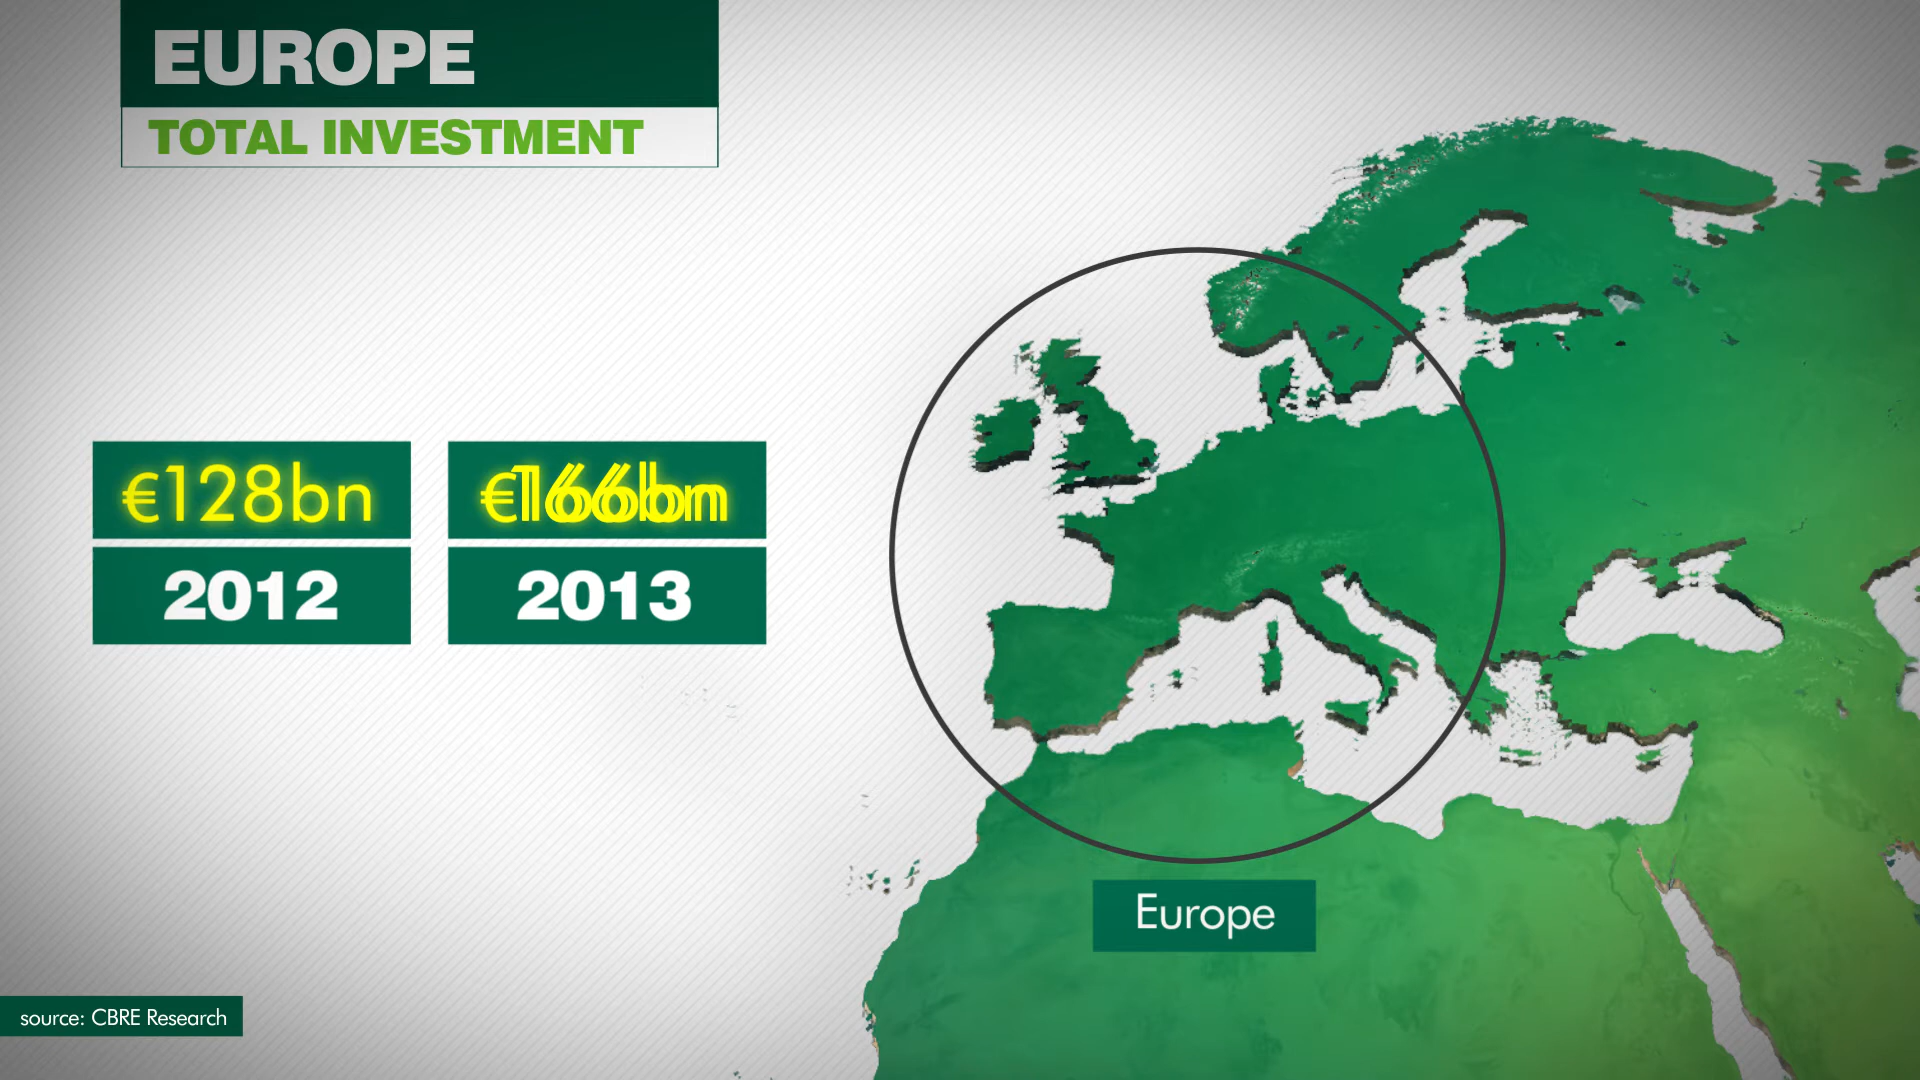 EUROPE
TOTAL INVESTMENT
€128bn
€166bn
2012
2013
Europe
source: CBRE Research